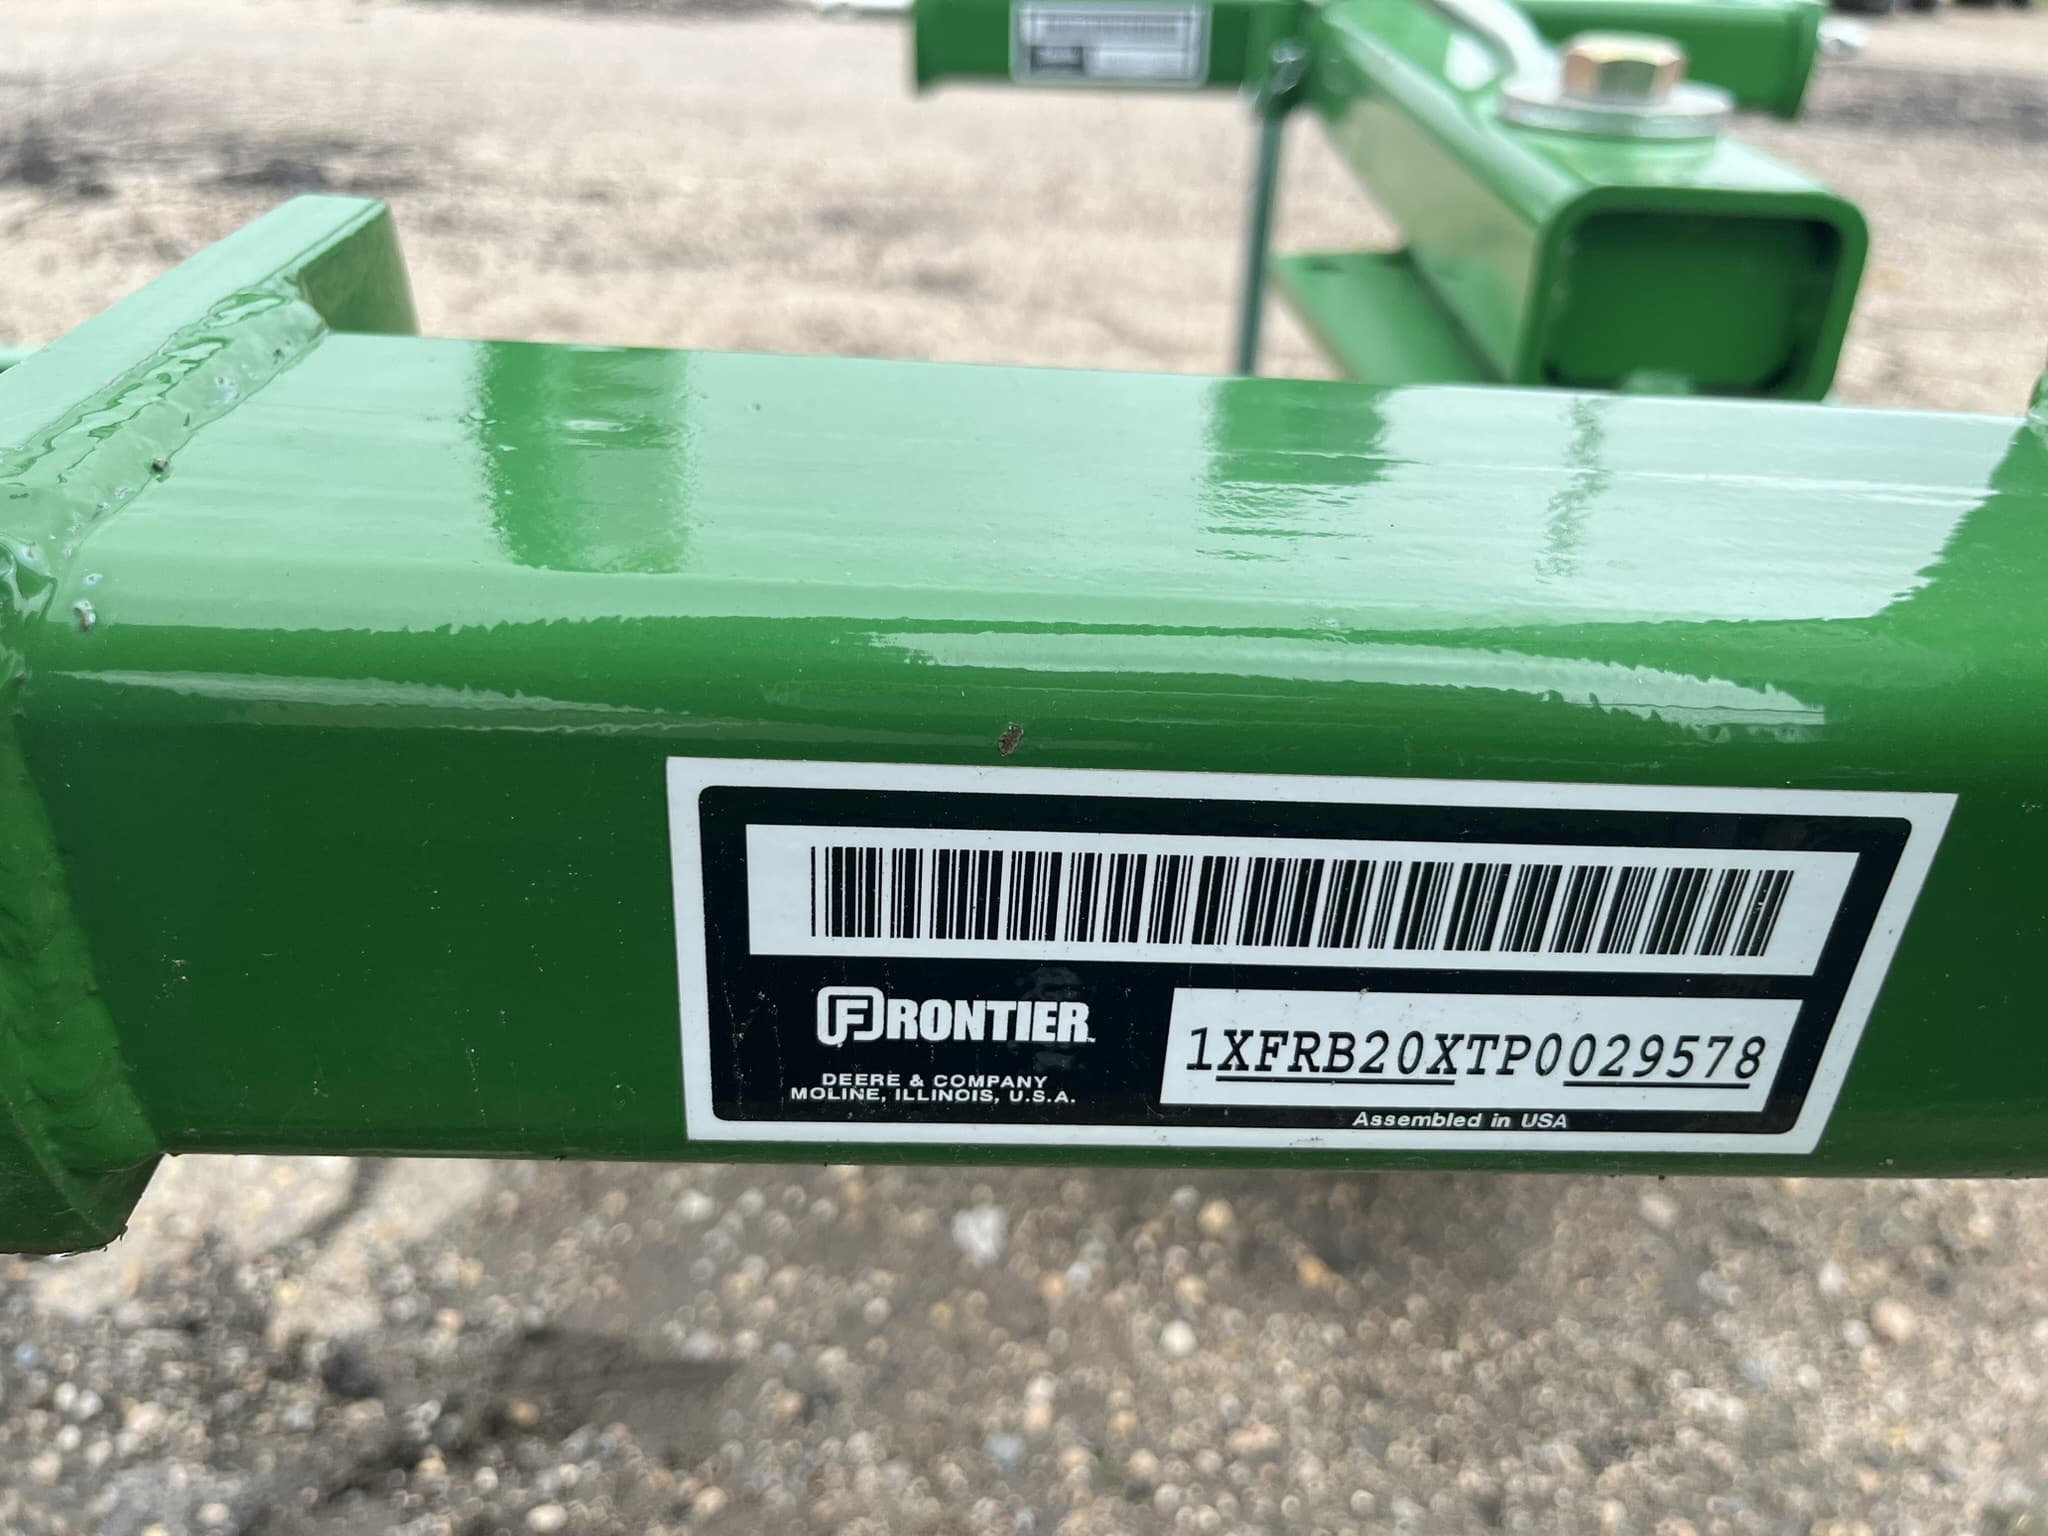 FRONTIER
DEERE & COMPANY
MOLINE, ILLINOIS, U.S.A.
1XFRB20XTP0029578
Assembled in USA